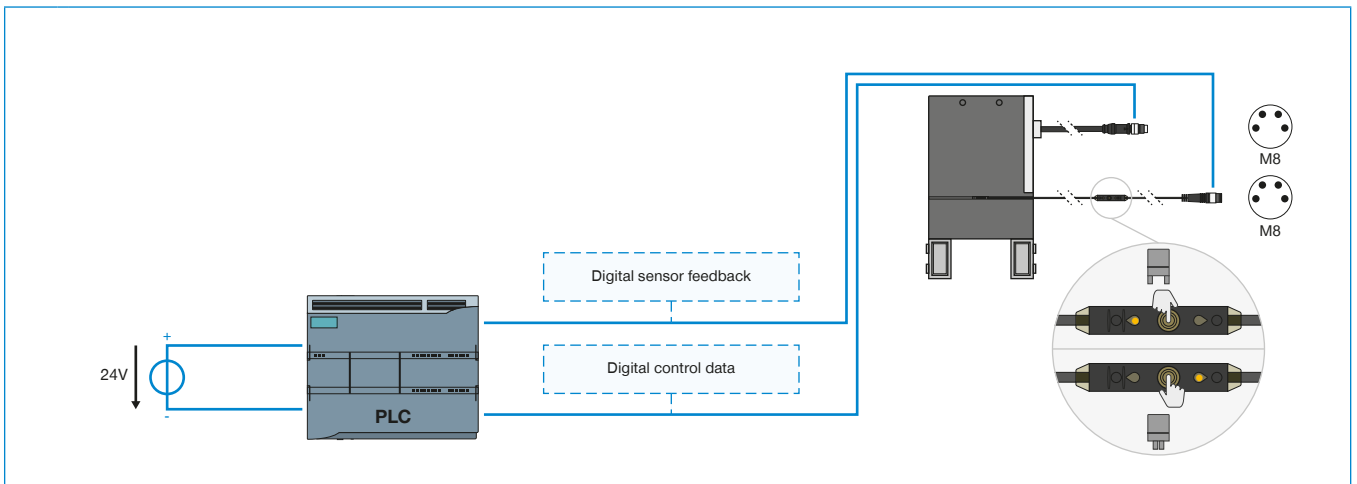 M8
M8
Digital sensor feedback
+
24V
Digital control data
-
PLC